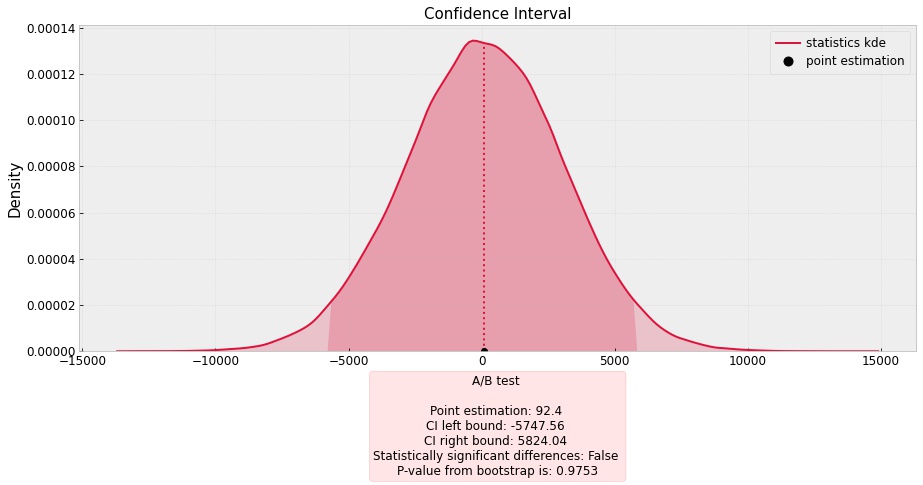 Confidence Interval
statistics kde
point estimation
Density
0.00014
0.00012
0.00010
0.00008
0.00006
0.00004
0.00002
0.00000
−15000 −10000 −5000 0 5000 10000 15000
A/B test
Point estimation: 92.4
CI left bound: -5747.56
CI right bound: 5824.04
Statistically significant differences: False
P-value from bootstrap is: 0.9753